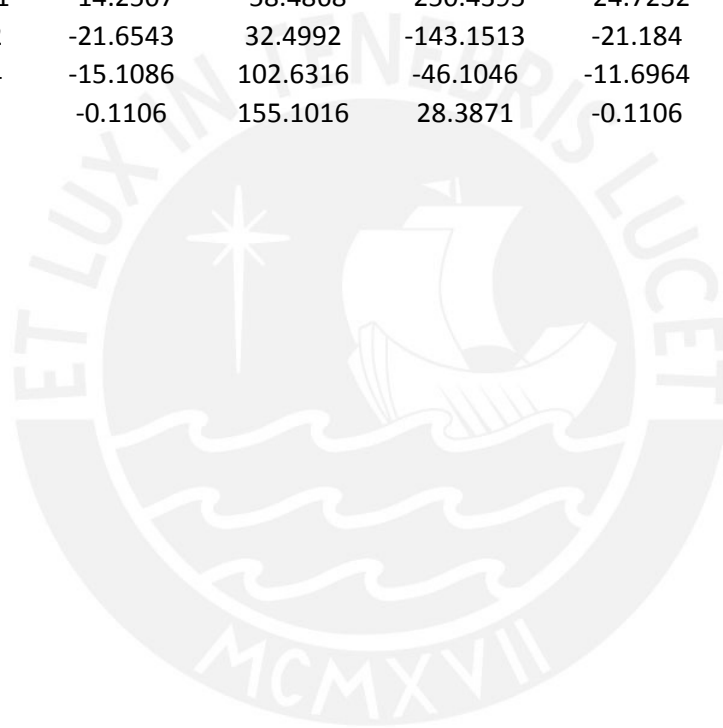 -21.6543 32.4992 -143.1513 -21.184
-15.1086 102.6316 -46.1046 -11.6964
-0.1106 155.1016 28.3871 -0.1106
ET LUX IN TENEBRIS LUCET
MCMXVII